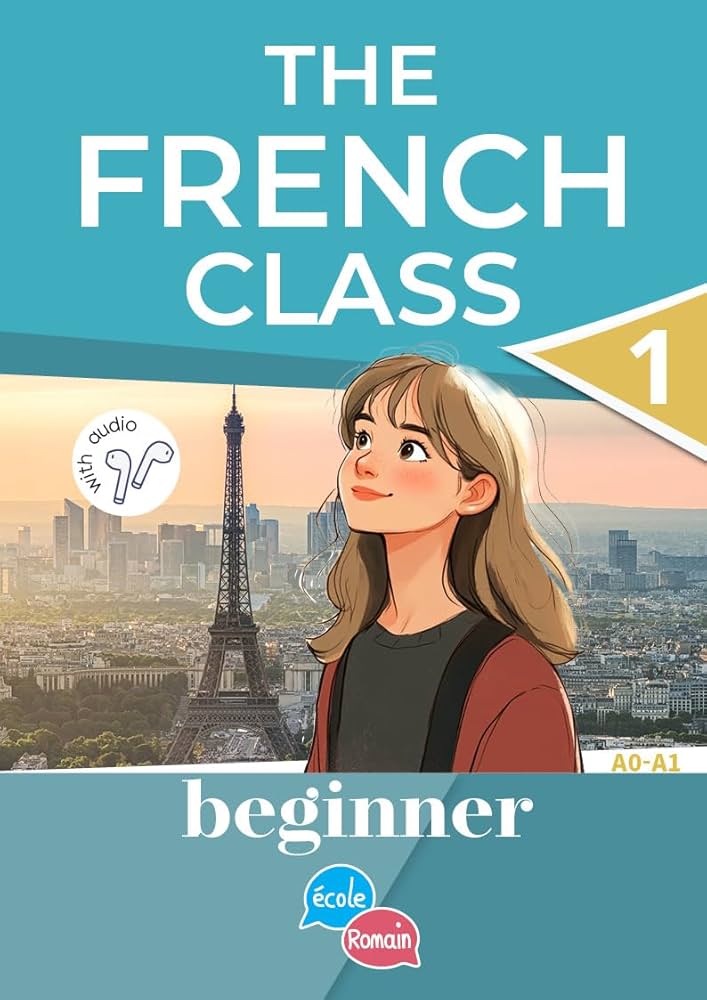 THE
FRENCH
CLASS
1
with audio
A0-A1
beginner
école
Romain